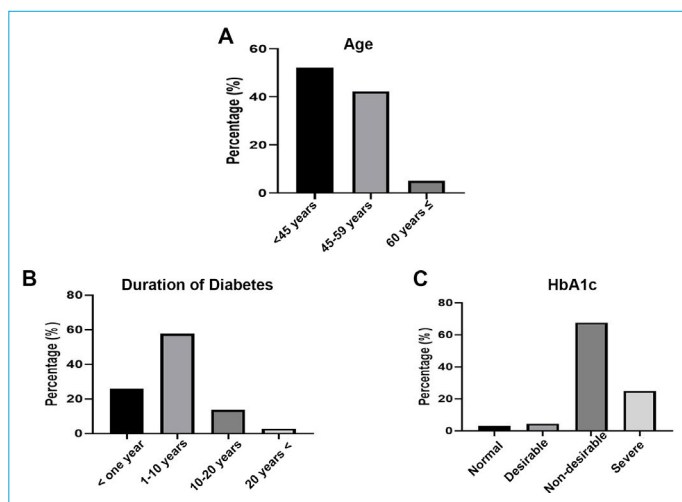 A
Age
Percentage (%)
60
40
20
0
<45 years
45-59 years
60 years ≤
B
Duration of Diabetes
Percentage (%)
80
60
40
20
0
< one year
1-10 years
10-20 years
20 years <
C
HbA1c
Percentage (%)
80
60
40
20
0
Normal
Desirable
Non-desirable
Severe